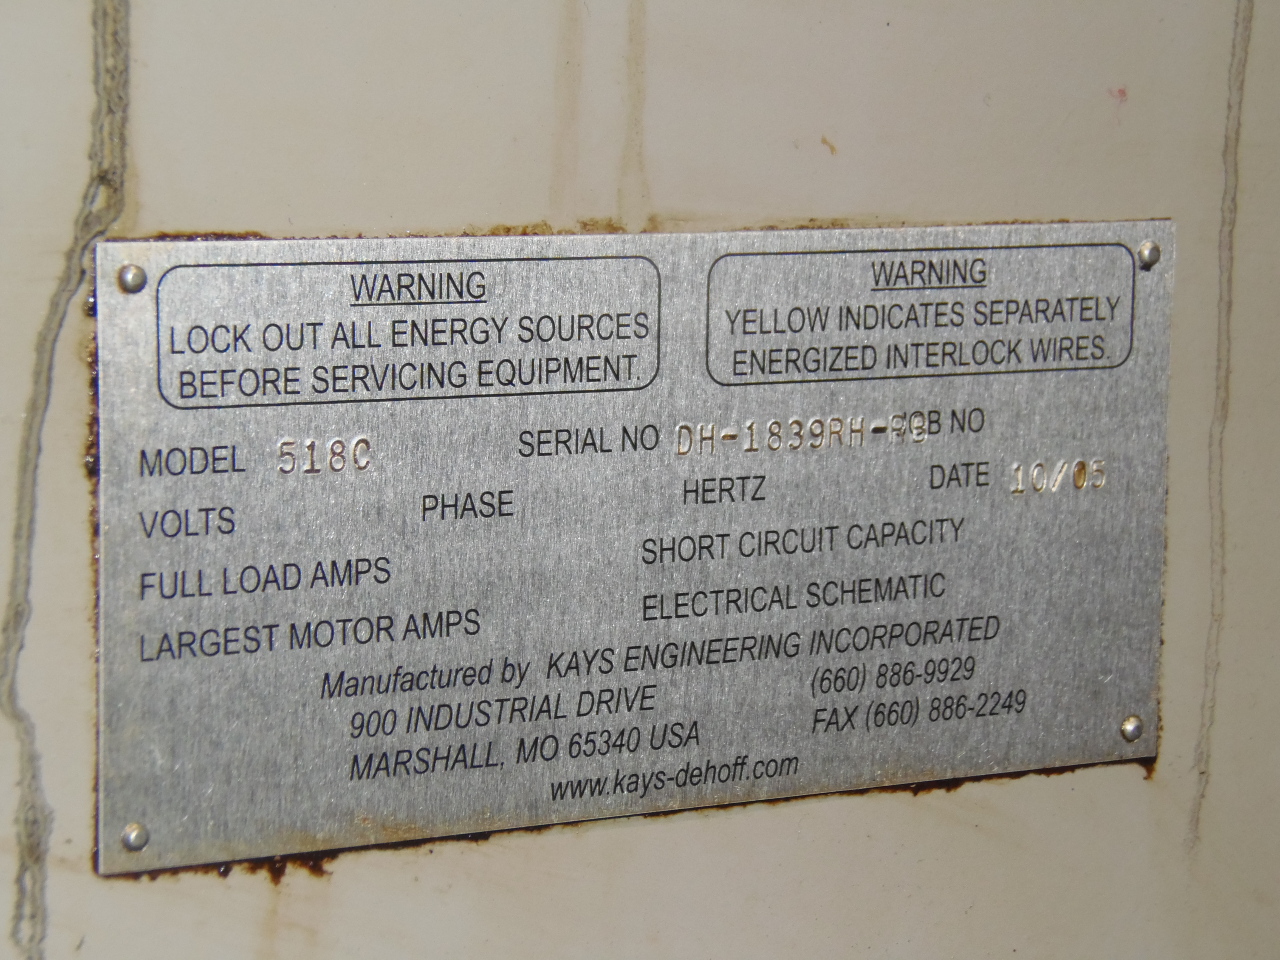 WARNING
LOCK OUT ALL ENERGY SOURCES
BEFORE SERVICING EQUIPMENT.
WARNING
YELLOW INDICATES SEPARATELY
ENERGIZED INTERLOCK WIRES.
MODEL 518C SERIAL NO DH-1839RH- JOB NO
VOLTS PHASE HERTZ DATE 10/05
FULL LOAD AMPS SHORT CIRCUIT CAPACITY
LARGEST MOTOR AMPS ELECTRICAL SCHEMATIC
Manufactured by KAYS ENGINEERING INCORPORATED
900 INDUSTRIAL DRIVE (660) 886-9929
MARSHALL, MO 65340 USA FAX (660) 886-2249
www.kays-dehoff.com